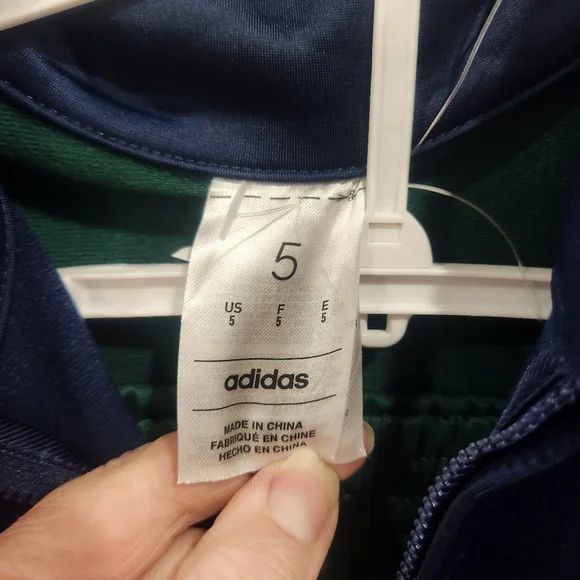 5
US F E
5 5 5
adidas
MADE IN CHINA
FABRIQUÉ EN CHINE
HECHO EN CHINA